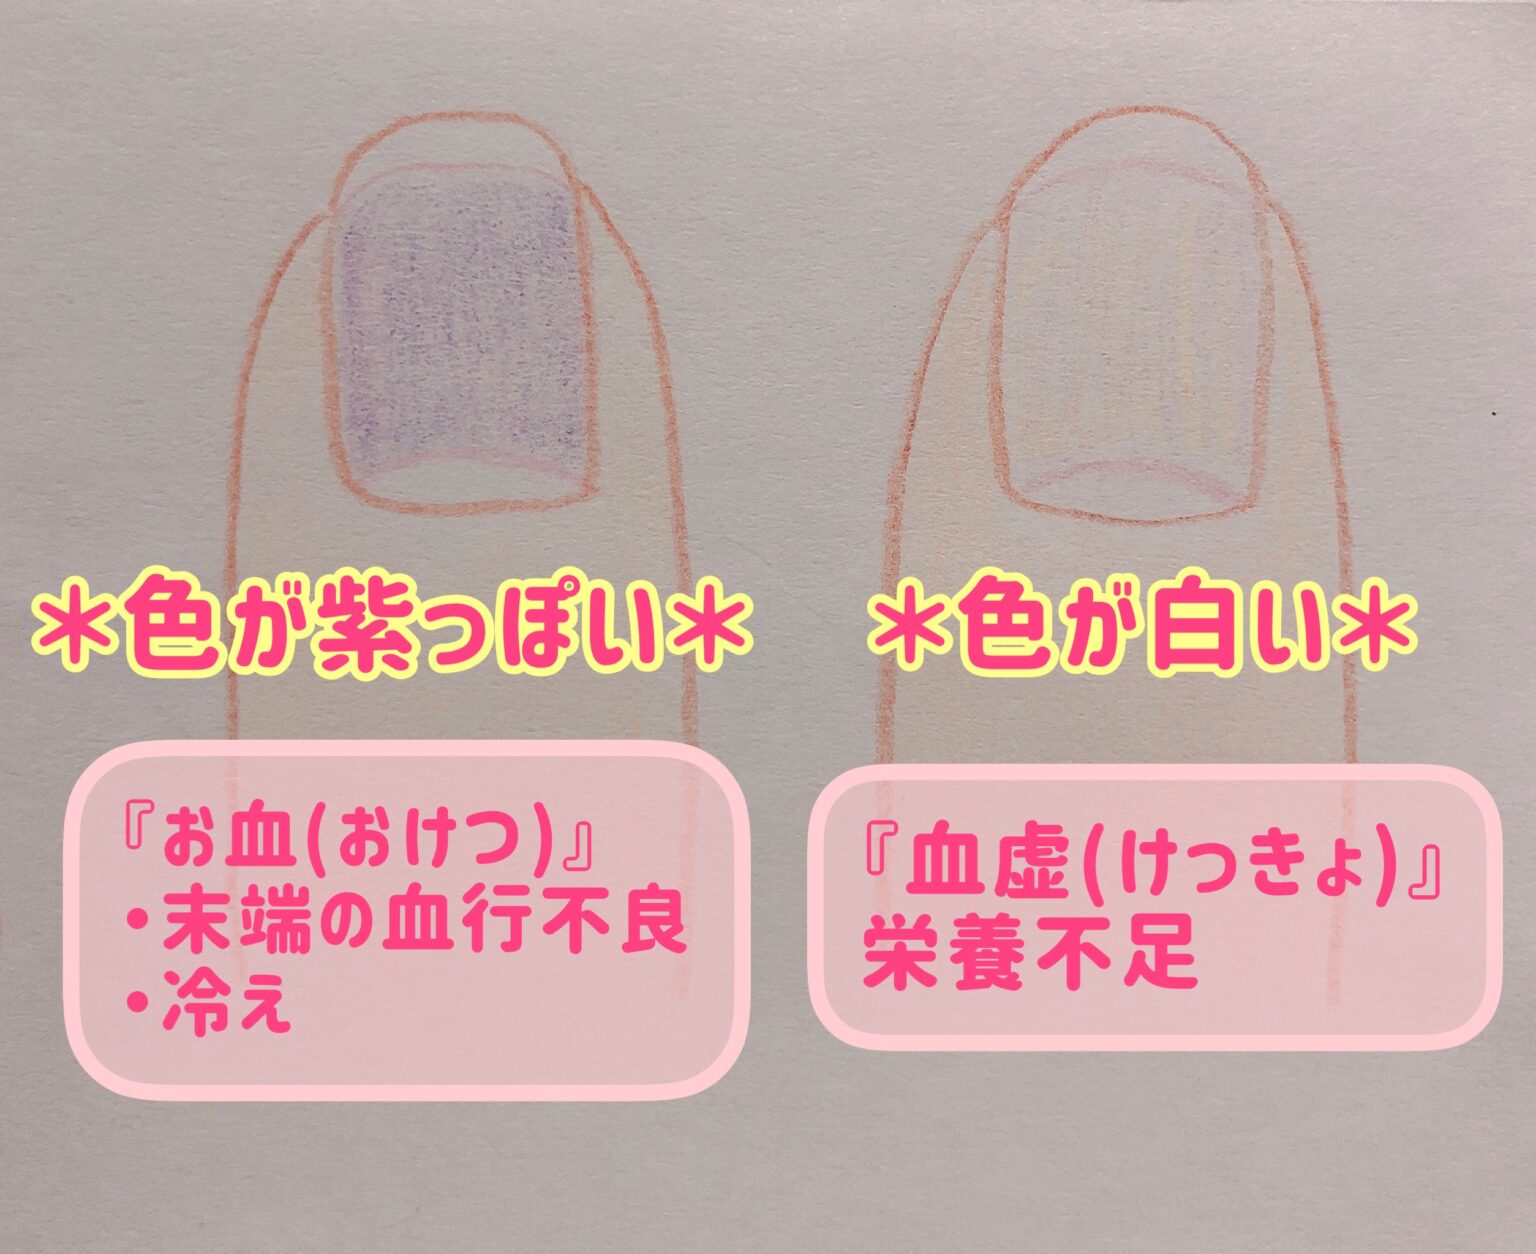 *色が紫っぽい*
『お血(おけつ)』
・末端の血行不良
・冷え
*色が白い*
『血虚(けっきょ)』
栄養不足